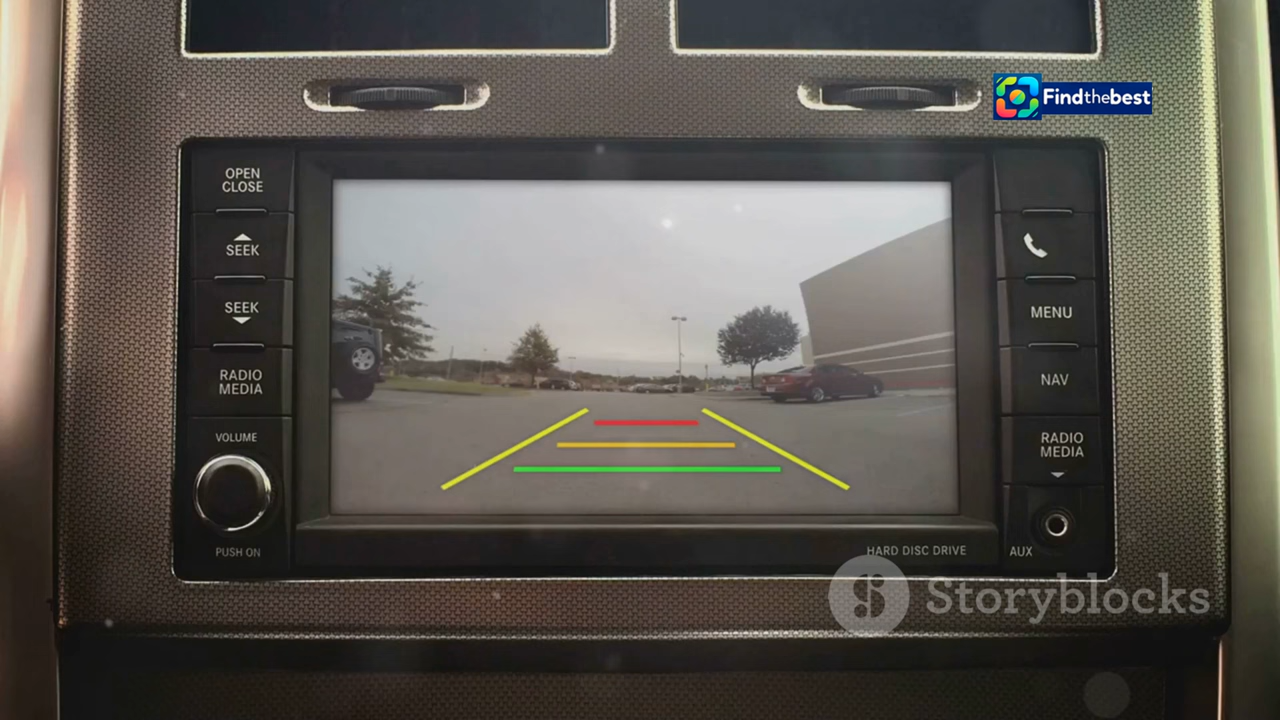 Findthebest
OPEN
CLOSE
SEEK
SEEK
RADIO
MEDIA
VOLUME
PUSH ON
MENU
NAV
RADIO
MEDIA
AUX
HARD DISC DRIVE
Storyblocks